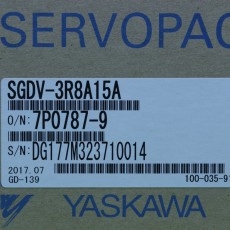 SERVOPAC
SGDV-3R8A15A
O/N: 7P0787-9
S/N: DG177M323710014
2017.07
GD-139 100-035-9
YASKAWA